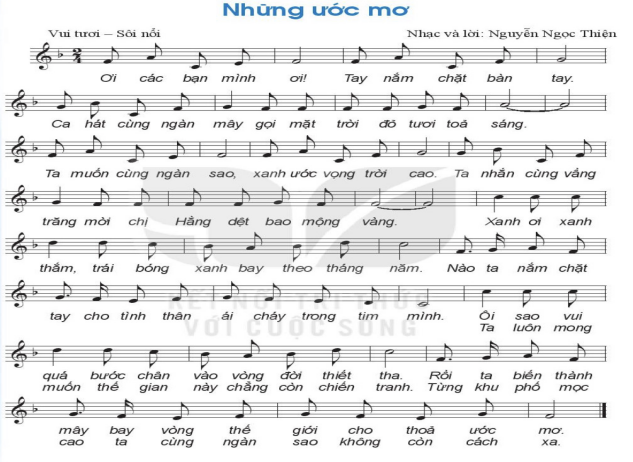 Những ước mơ
Vui tươi – Sôi nổi Nhạc và lời: Nguyễn Ngọc Thiện
2 4
Ơi các bạn mình ơi! Tay nắm chặt bàn tay.
Ca hát cùng ngàn mây gọi mặt trời đỏ tươi toả sáng.
Ta muốn cùng ngàn sao, xanh ước vọng trời cao. Ta nhắn cùng vầng
trăng mời chị Hằng dệt bao mộng vàng. Xanh ơi xanh
thắm, trái bóng xanh bay theo tháng năm. Nào ta nắm chặt
KẾT NỐI TRI THỨC
tay cho tình thân ái cháy trong tim mình. Ôi sao vui
VỚI CUỘC SỐNG
Ta luôn mong
quá bước chân vào vòng đời thiết tha. Rồi ta biến thành
muốn thế gian này chẳng còn chiến tranh. Từng khu phố mọc
mây bay vòng thế giới cho thoả ước mơ.
cao ta cùng ngàn sao không còn cách xa.